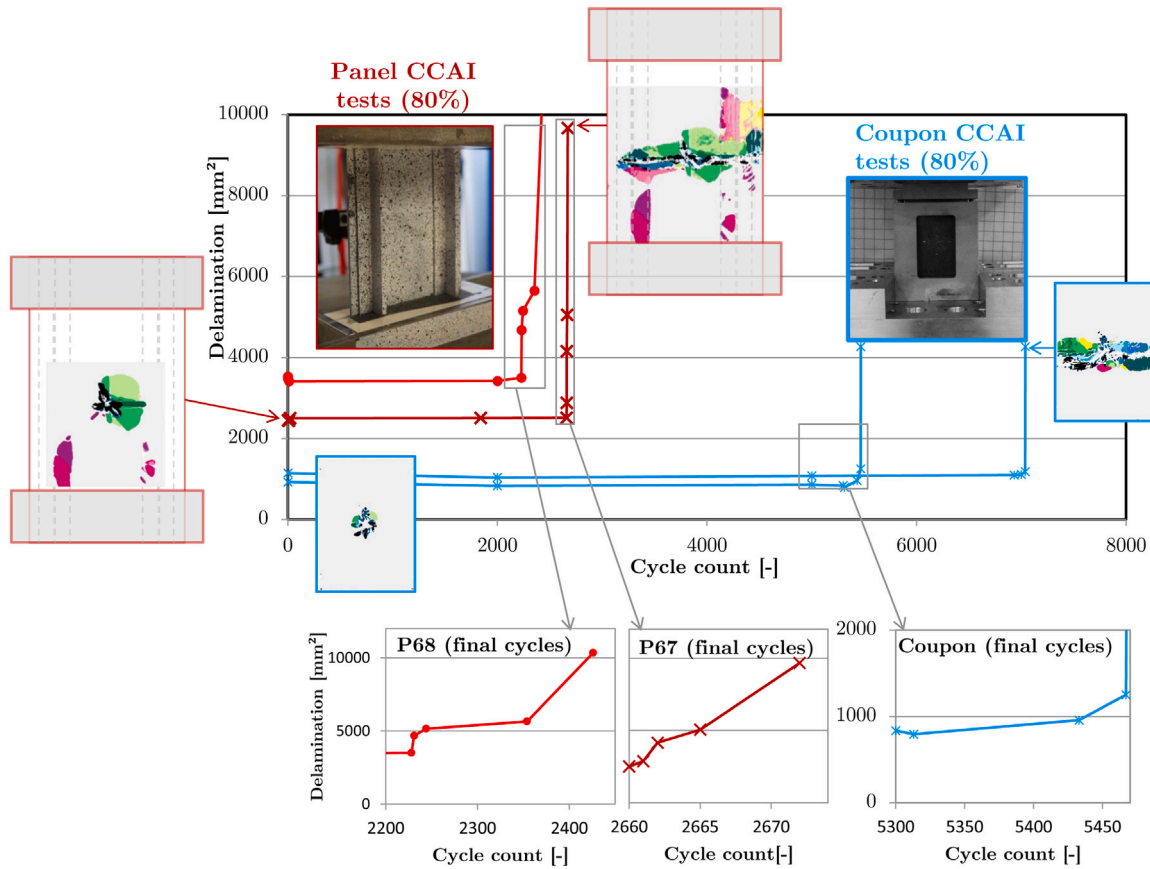 Panel CCAI
tests (80%)
Coupon CCAI
tests (80%)
Delamination [mm²]
10000
8000
6000
4000
2000
0
0
2000
4000
6000
8000
Cycle count [-]
P68 (final cycles)
Delamination [mm²]
10000
5000
0
2200
2300
2400
Cycle count [-]
P67 (final cycles)
2660
2665
2670
Cycle count[-]
Coupon (final cycles)
2000
1000
0
5300
5350
5400
5450
Cycle count [-]